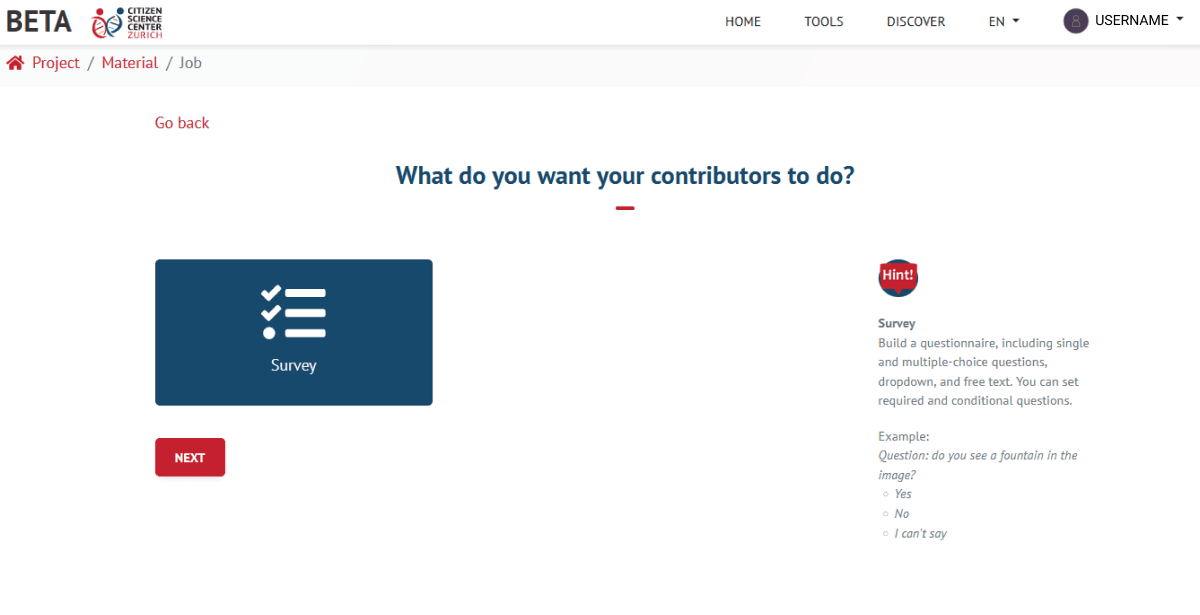 BETA
CITIZEN
SCIENCE
CENTER
ZURICH
HOME TOOLS DISCOVER EN USERNAME
Project / Material / Job
Go back
What do you want your contributors to do?
Survey
NEXT
Hint!
Survey
Build a questionnaire, including single
and multiple-choice questions,
dropdown, and free text. You can set
required and conditional questions.
Example:
Question: do you see a fountain in the
image?
Yes
No
I can't say